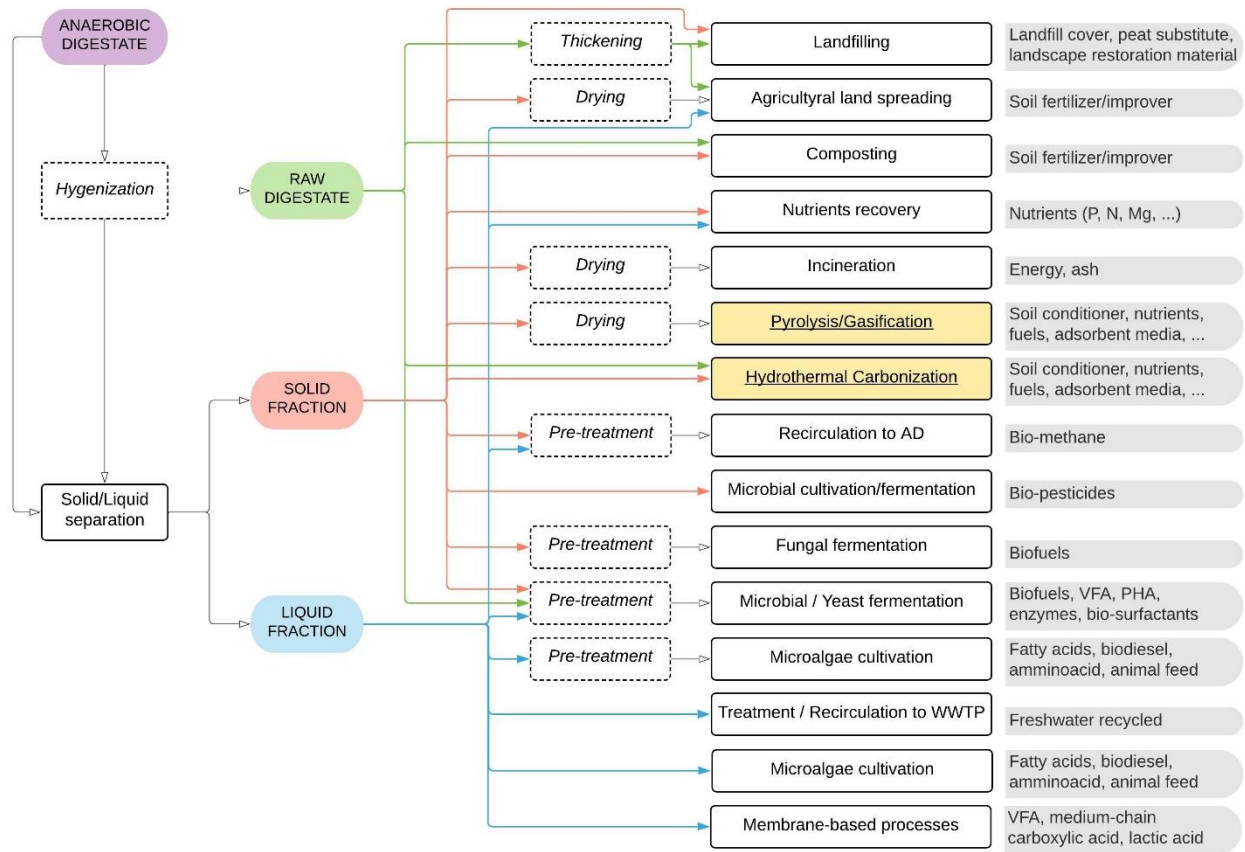 ANAEROBIC
DIGESTATE
Hygenization
Solid/Liquid
separation
RAW
DIGESTATE
SOLID
FRACTION
LIQUID
FRACTION
Thickening
Landfilling
Landfill cover, peat substitute,
landscape restoration material
Drying
Agricultyral land spreading
Soil fertilizer/improver
Composting
Soil fertilizer/improver
Nutrients recovery
Nutrients (P, N, Mg, ...)
Drying
Incineration
Energy, ash
Drying
Pyrolysis/Gasification
Soil conditioner, nutrients,
fuels, adsorbent media, ...
Hydrothermal Carbonization
Soil conditioner, nutrients,
fuels, adsorbent media, ...
Pre-treatment
Recirculation to AD
Bio-methane
Microbial cultivation/fermentation
Bio-pesticides
Pre-treatment
Fungal fermentation
Biofuels
Pre-treatment
Microbial / Yeast fermentation
Biofuels, VFA, PHA,
enzymes, bio-surfactants
Pre-treatment
Microalgae cultivation
Fatty acids, biodiesel,
amminoacid, animal feed
Treatment / Recirculation to WWTP
Freshwater recycled
Microalgae cultivation
Fatty acids, biodiesel,
amminoacid, animal feed
Membrane-based processes
VFA, medium-chain
carboxylic acid, lactic acid